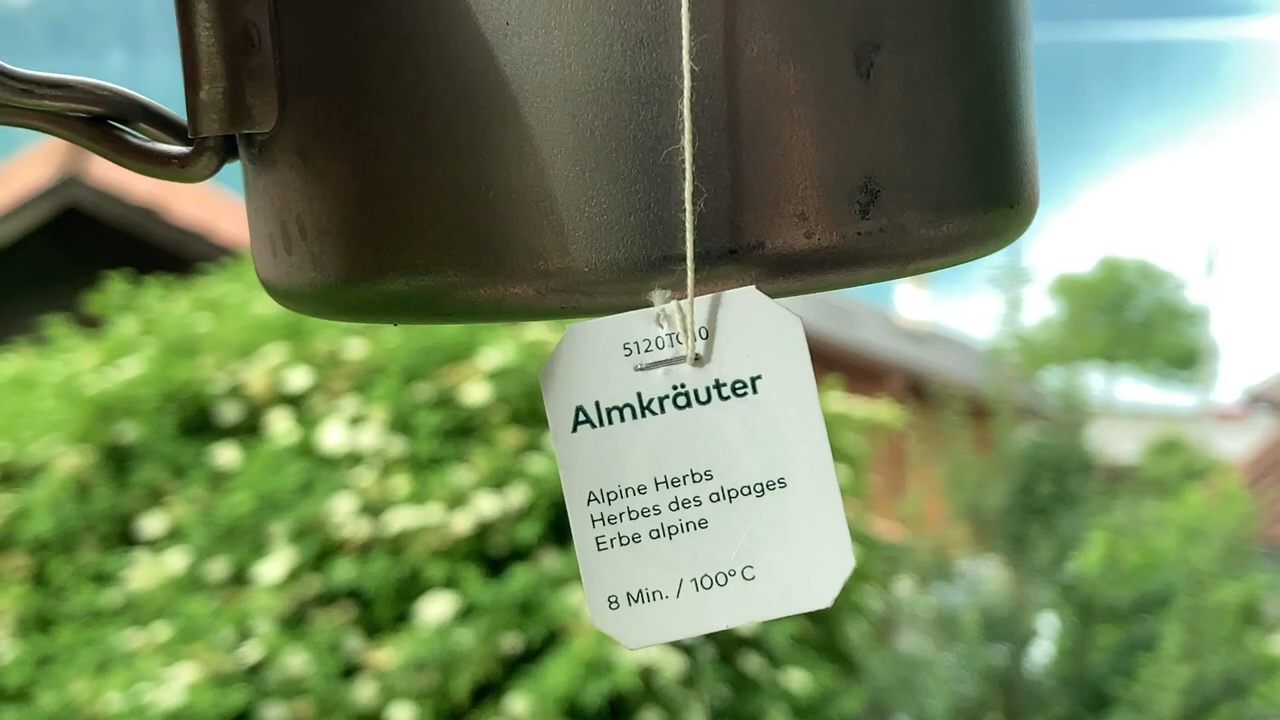 Almkräuter
Alpine Herbs
Herbes des alpages
Erbe alpine
8 Min. / 100° C